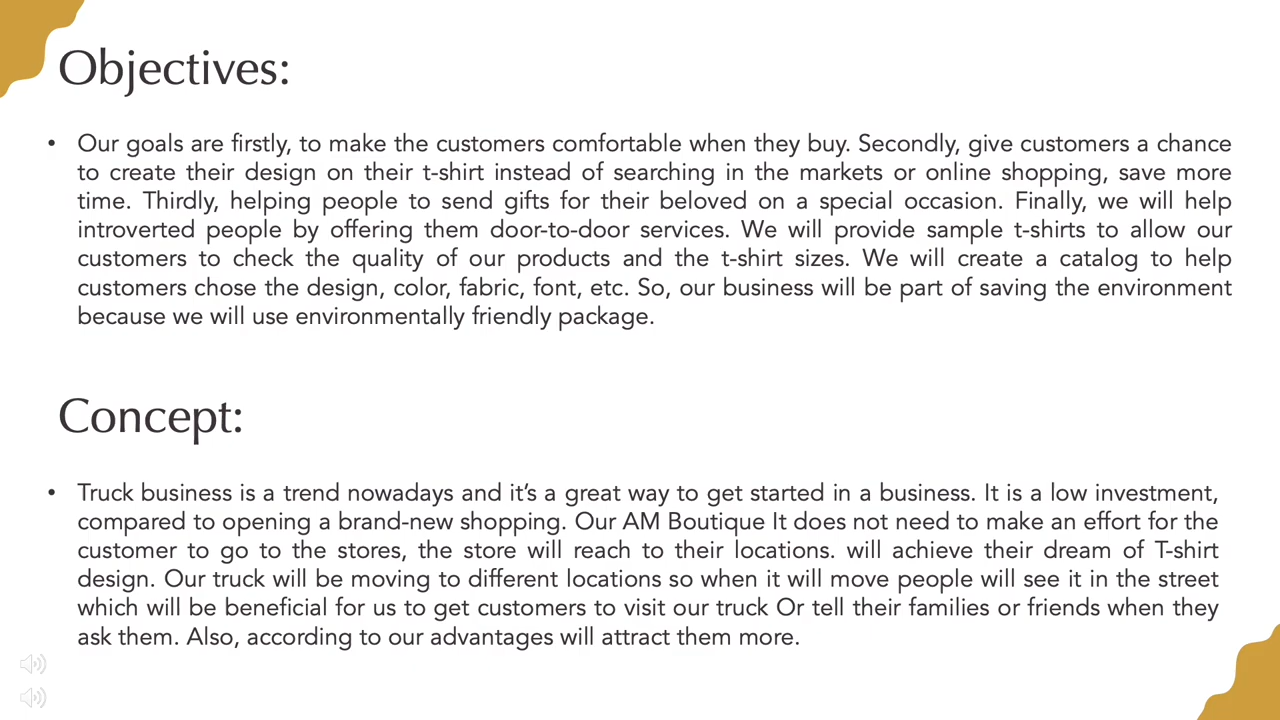 Objectives:
• Our goals are firstly, to make the customers comfortable when they buy. Secondly, give customers a chance
to create their design on their t-shirt instead of searching in the markets or online shopping, save more
time. Thirdly, helping people to send gifts for their beloved on a special occasion. Finally, we will help
introverted people by offering them door-to-door services. We will provide sample t-shirts to allow our
customers to check the quality of our products and the t-shirt sizes. We will create a catalog to help
customers chose the design, color, fabric, font, etc. So, our business will be part of saving the environment
because we will use environmentally friendly package.
Concept:
• Truck business is a trend nowadays and it’s a great way to get started in a business. It is a low investment,
compared to opening a brand-new shopping. Our AM Boutique It does not need to make an effort for the
customer to go to the stores, the store will reach to their locations. will achieve their dream of T-shirt
design. Our truck will be moving to different locations so when it will move people will see it in the street
which will be beneficial for us to get customers to visit our truck Or tell their families or friends when they
ask them. Also, according to our advantages will attract them more.